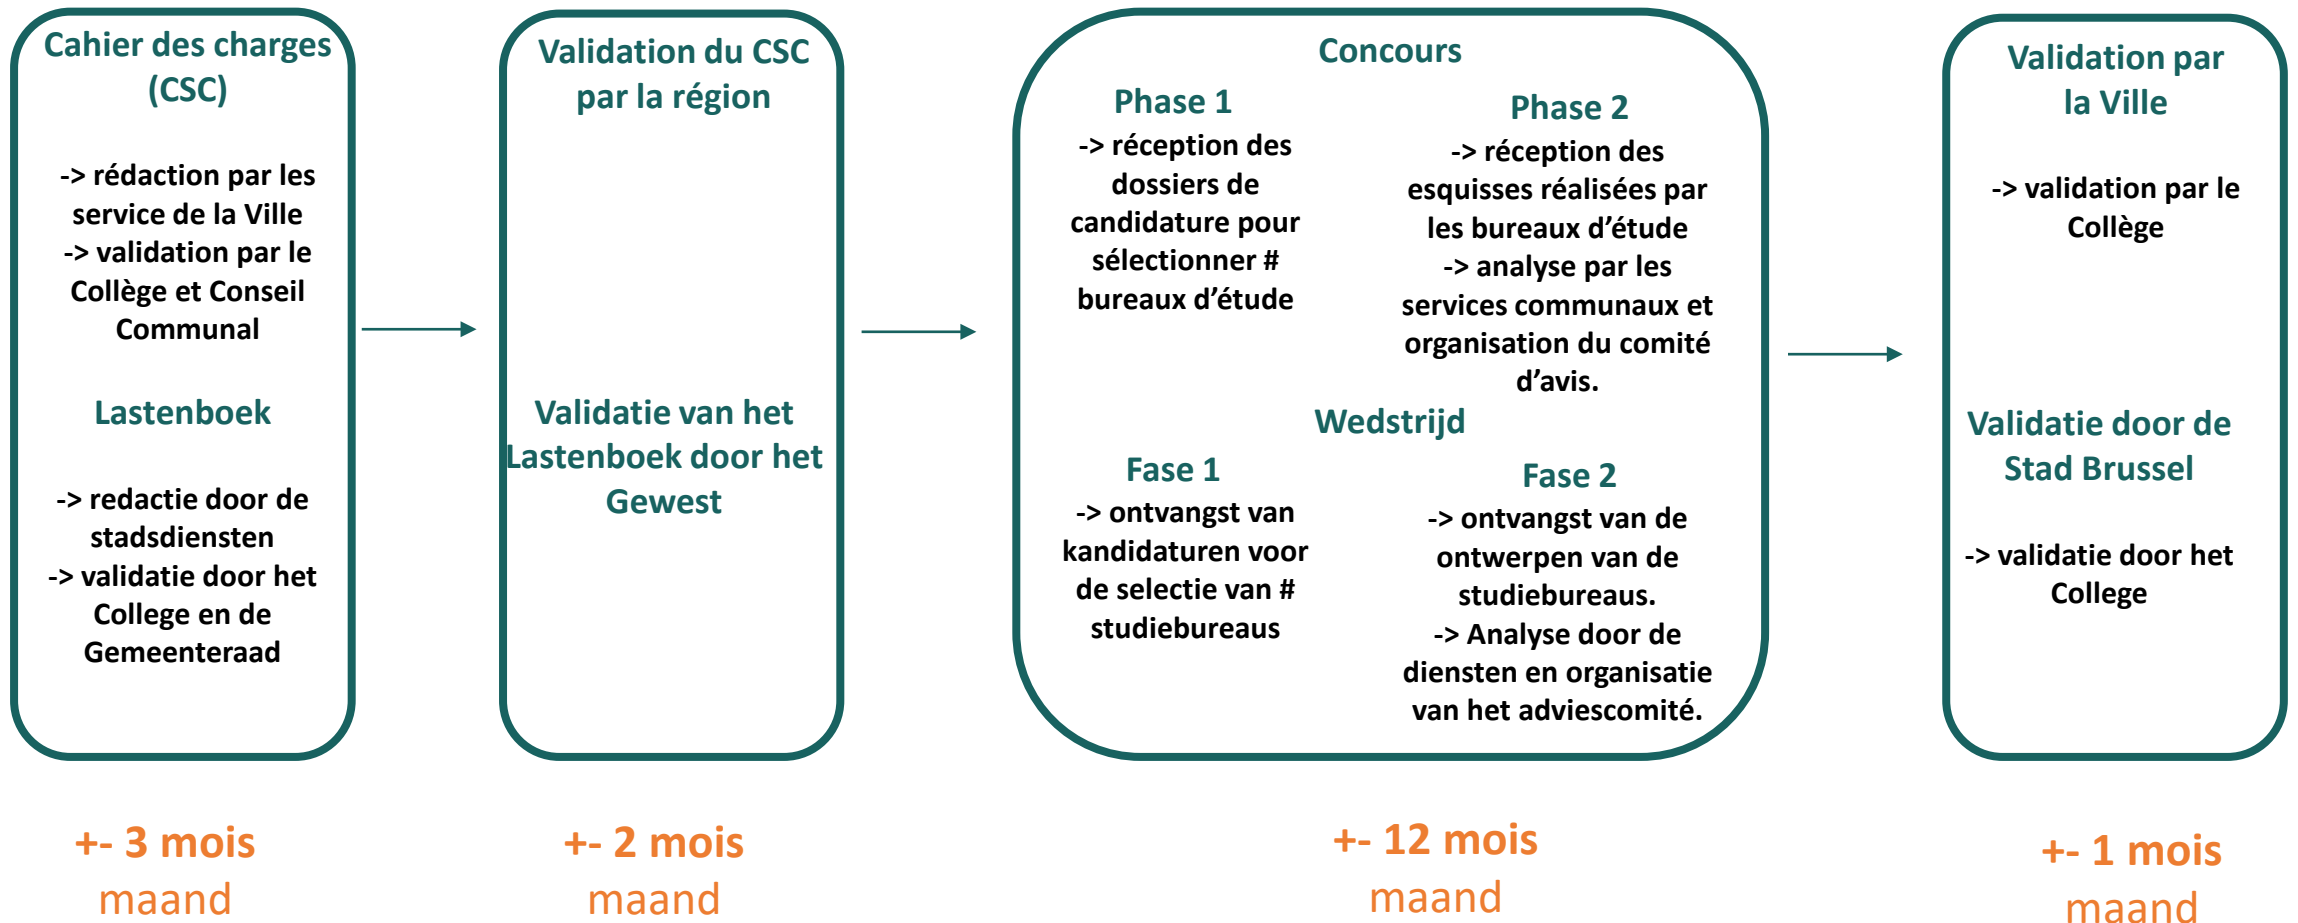 Cahier des charges
(CSC)
-> rédaction par les
service de la Ville
-> validation par le
Collège et Conseil
Communal
Lastenboek
-> redactie door de
stadsdiensten
-> validatie door het
College en de
Gemeenteraad
+- 3 mois
maand
Validation du CSC
par la région
Validatie van het
Lastenboek door het
Gewest
+- 2 mois
maand
Concours
Phase 1
-> réception des
dossiers de
candidature pour
sélectionner #
bureaux d’étude
Phase 2
-> réception des
esquisses réalisées par
les bureaux d’étude
-> analyse par les
services communaux et
organisation du comité
d’avis.
Wedstrijd
Fase 1
-> ontvangst van
kandidaturen voor
de selectie van #
studiebureaus
Fase 2
-> ontvangst van de
ontwerpen van de
studiebureaus.
-> Analyse door de
diensten en organisatie
van het adviescomité.
+- 12 mois
maand
Validation par
la Ville
-> validation par le
Collège
Validatie door de
Stad Brussel
-> validatie door het
College
+- 1 mois
maand